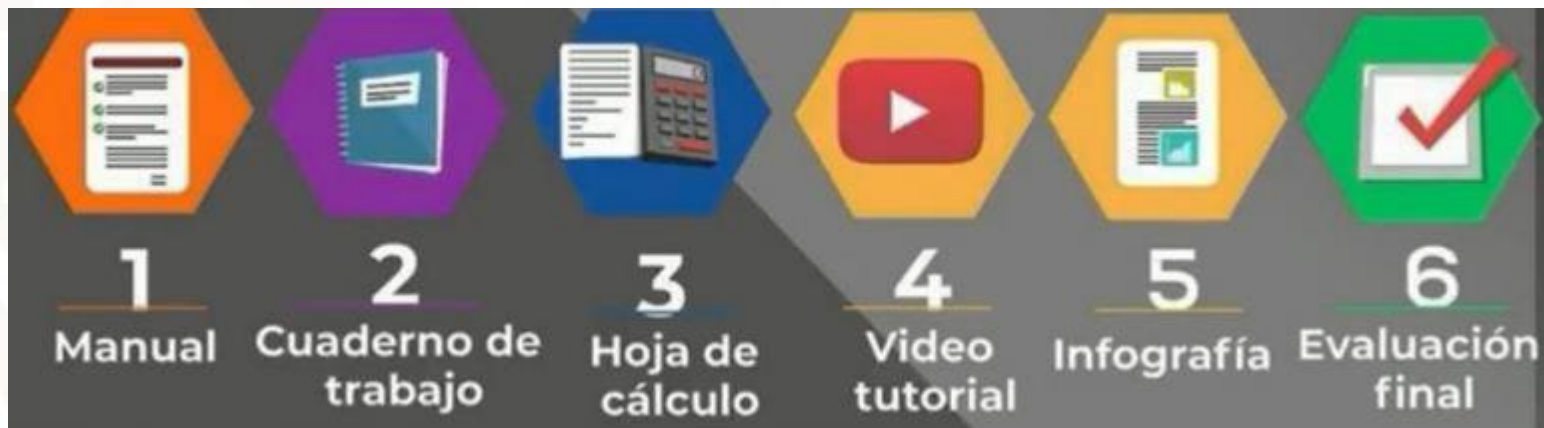 1
Manual
2
Cuaderno de
trabajo
3
Hoja de
cálculo
4
Video
tutorial
5
Infografía
6
Evaluación
final